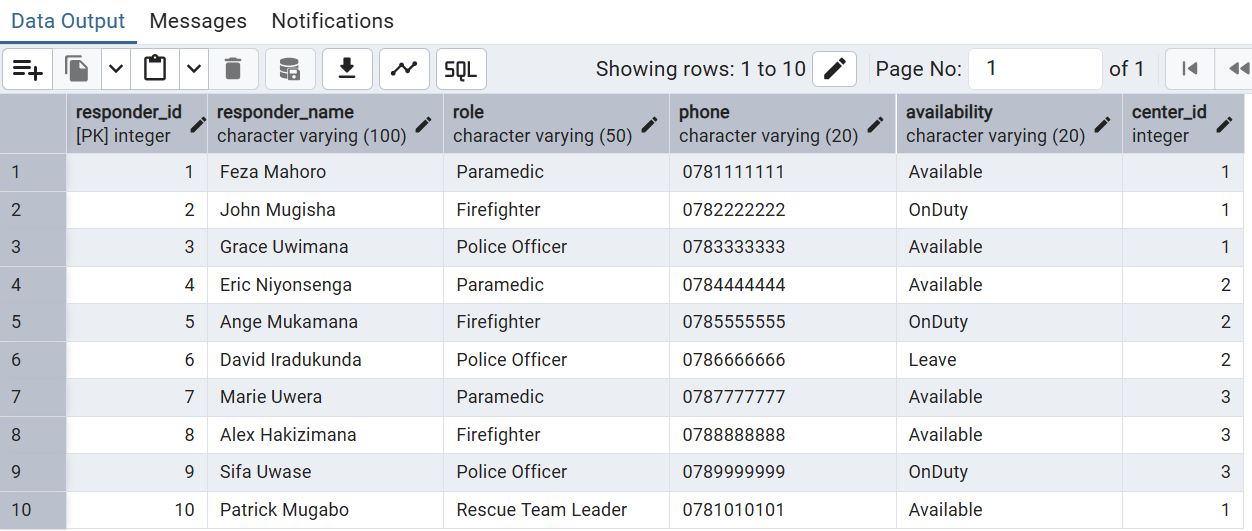 Data Output Messages Notifications
SQL Showing rows: 1 to 10 Page No: 1 of 1
responder_id responder_name role phone availability center_id
[PK] integer character varying (100) character varying (50) character varying (20) character varying (20) integer
1 1 Feza Mahoro Paramedic 0781111111 Available 1
2 2 John Mugisha Firefighter 0782222222 OnDuty 1
3 3 Grace Uwimana Police Officer 0783333333 Available 1
4 4 Eric Niyonsenga Paramedic 0784444444 Available 2
5 5 Ange Mukamana Firefighter 0785555555 OnDuty 2
6 6 David Iradukunda Police Officer 0786666666 Leave 2
7 7 Marie Uwera Paramedic 0787777777 Available 3
8 8 Alex Hakizimana Firefighter 0788888888 Available 3
9 9 Sifa Uwase Police Officer 0789999999 OnDuty 3
10 10 Patrick Mugabo Rescue Team Leader 0781010101 Available 1